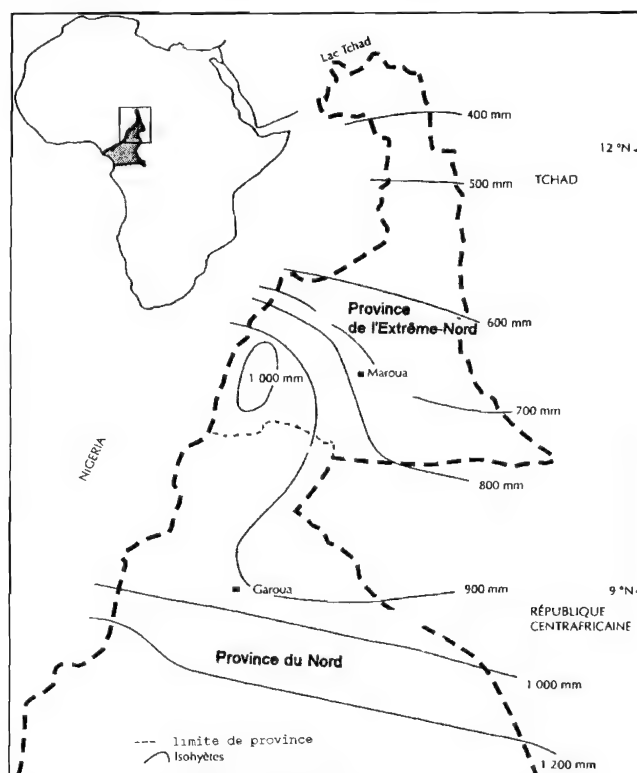 Lac Tchad
400 mm
12 °N
500 mm
TCHAD
Province
de l'Extrême-Nord
600 mm
1 000 mm
Maroua
700 mm
NIGERIA
800 mm
Garoua
900 mm
9 °N
RÉPUBLIQUE
CENTRAFRICAINE
Province du Nord
1 000 mm
limite de province
Isohyètes
1 200 mm